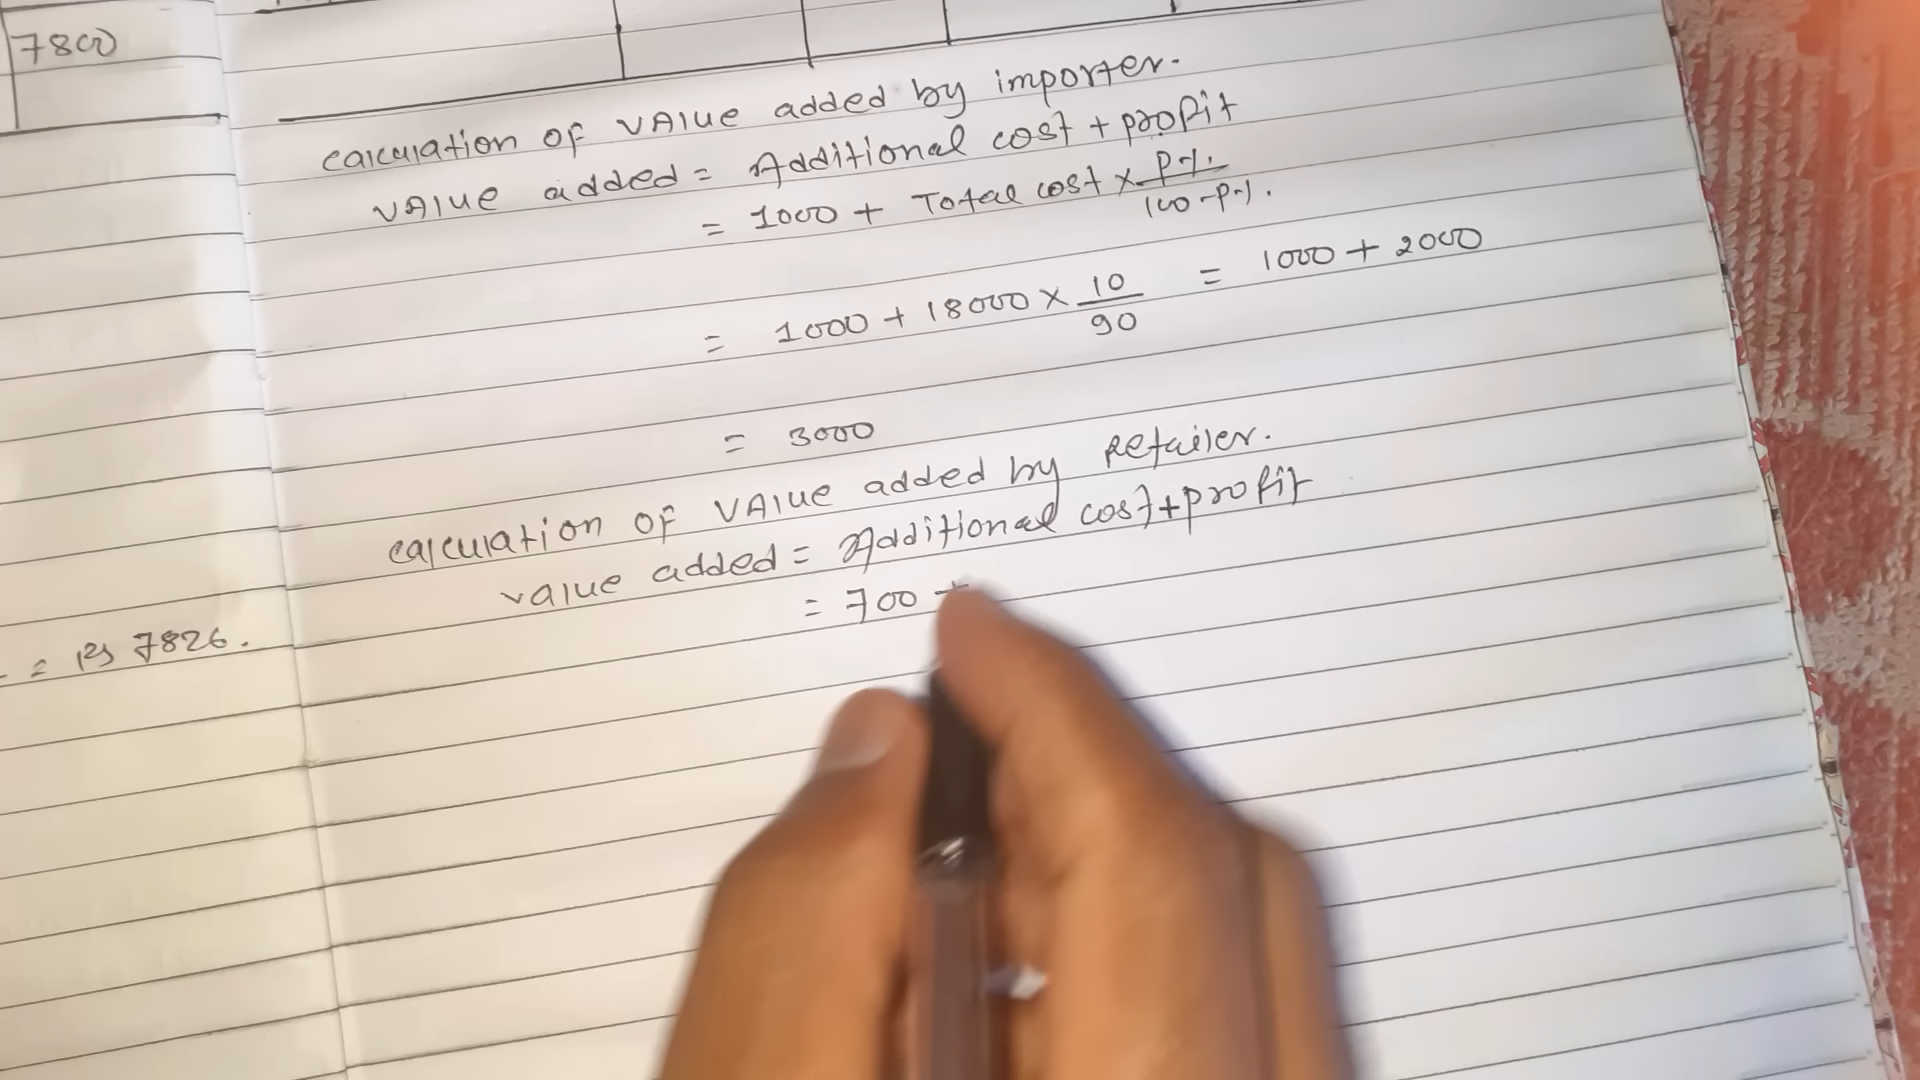 7800
calculation of value added by importer.
value added = Additional cost + profit
= 1000 + Total cost × P%/100-P%.
= 1000 + 18000 × 10/90 = 1000 + 2000
= 3000
calculation of value added by Retailer.
value added = Additional cost + profit
= 700 +
= Rs 7826.